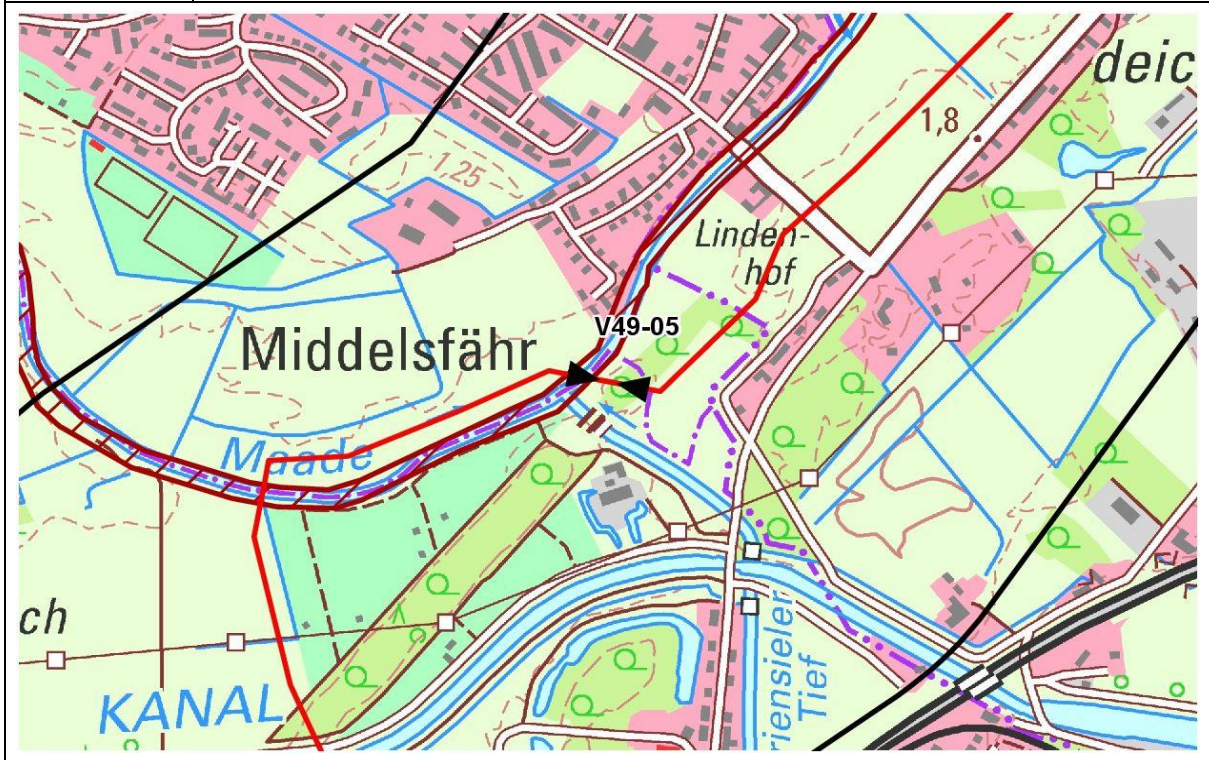 deic
1,8
1,25
Linden-
hof
V49-05
Middelsfähr
Maade
ch
KANAL
riensieler
Tief